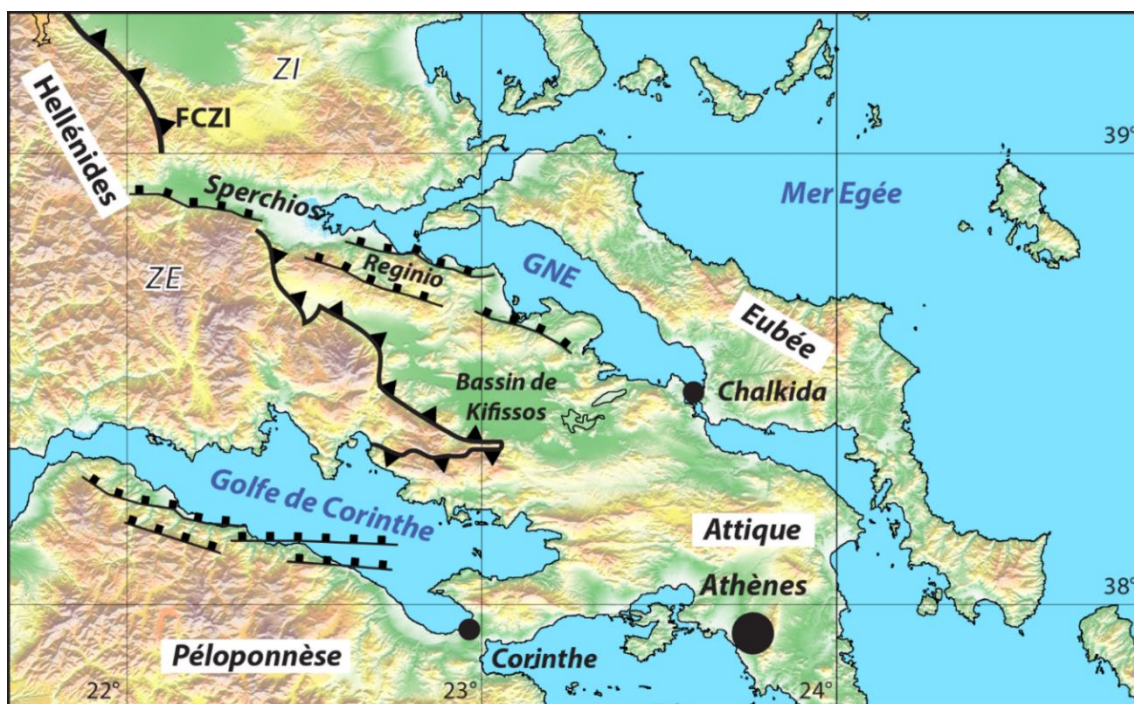 ZI
Hellénides
FCZI
39°
Sperchios
Mer Egée
ZE
Reginio
GNE
Eubée
Chalkida
Bassin de
Kifissos
Golfe de Corinthe
Attique
Athènes
38°
Péloponnèse
Corinthe
22°
23°
24°